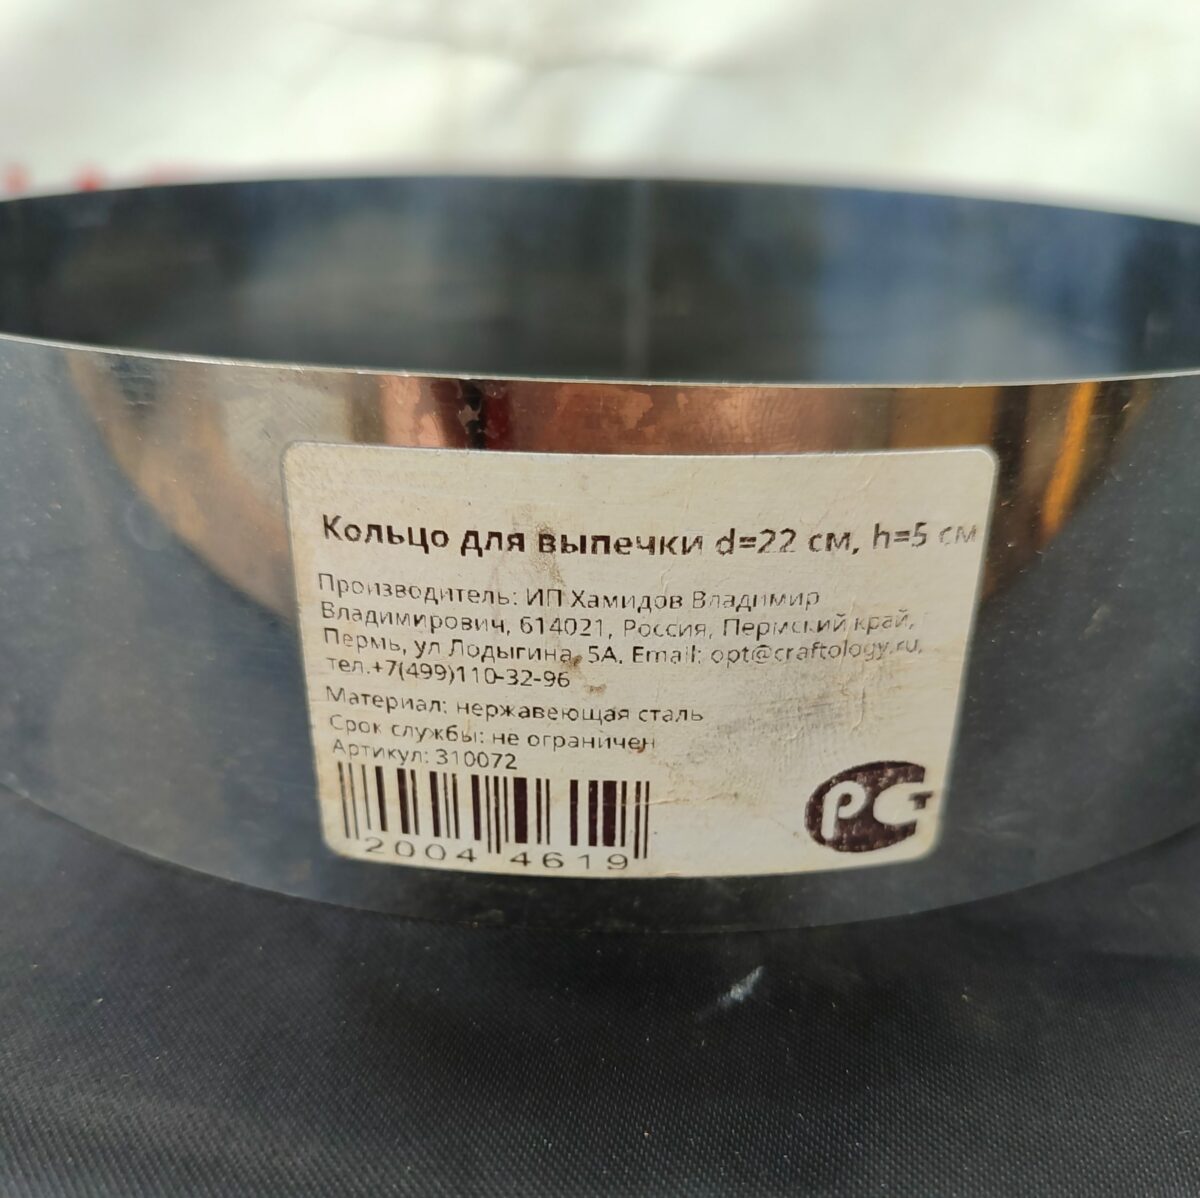 Кольцо для выпечки d=22 см, h=5 см
Производитель: ИП Хамидов Владимир
Владимирович, 614021, Россия, Пермский край, 
Пермь, ул Лодыгина, 5А. Email: opt@craftology.ru,
тел.+7(499)110-32-96
Материал: нержавеющая сталь
Срок службы: не ограничен
Артикул: 310072
2004 4619
РСТ